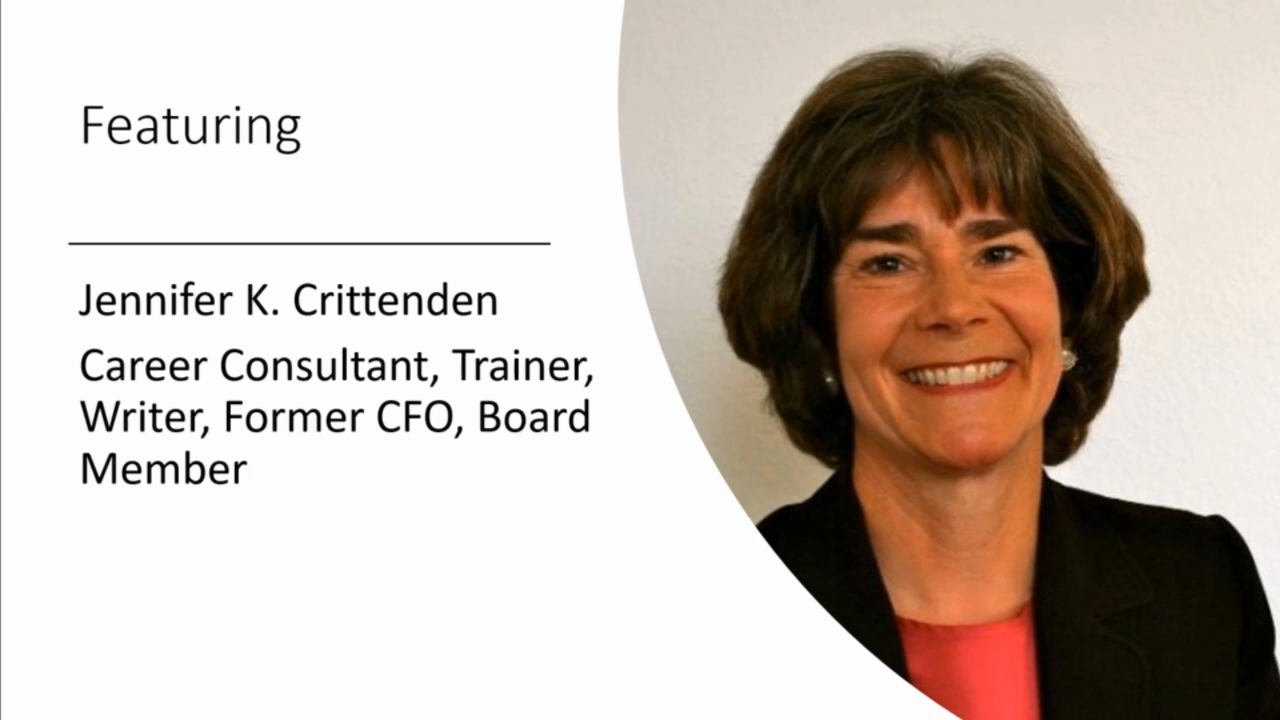 Featuring
Jennifer K. Crittenden
Career Consultant, Trainer,
Writer, Former CFO, Board
Member